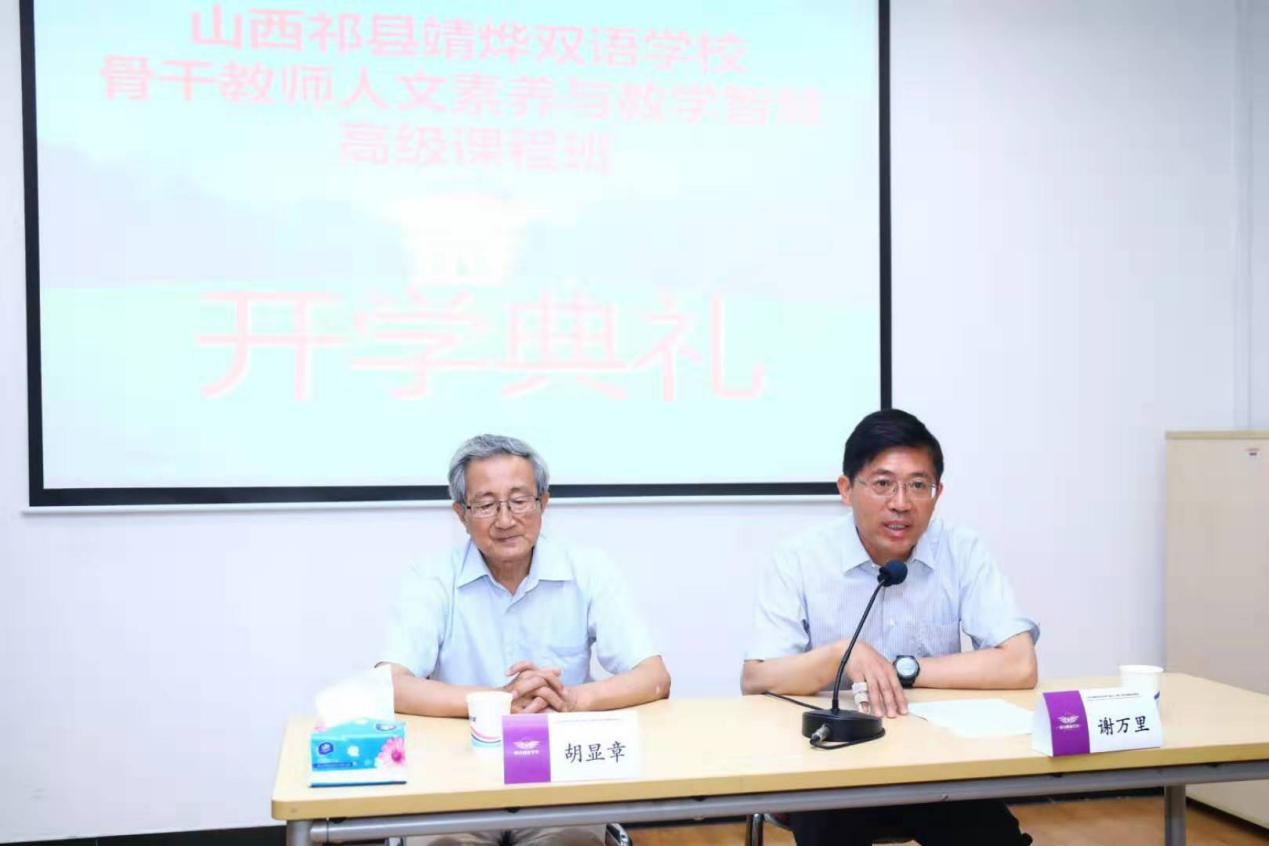 山西祁县靖烨双语学校
骨干教师人文素养与教学智慧
高级课程班
开学典礼
胡显章
谢万里